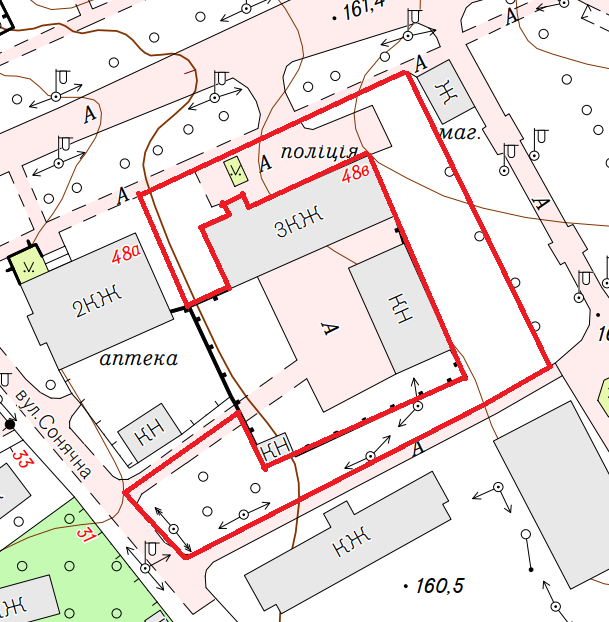 161,4
А
А
А
Ж
маг.
поліція
А
48в
А
3КЖ
А
48а
2КЖ
КН
А
аптека
вул.Сонячна
КН
КН
А
33
31
КЖ
160,5
Ж